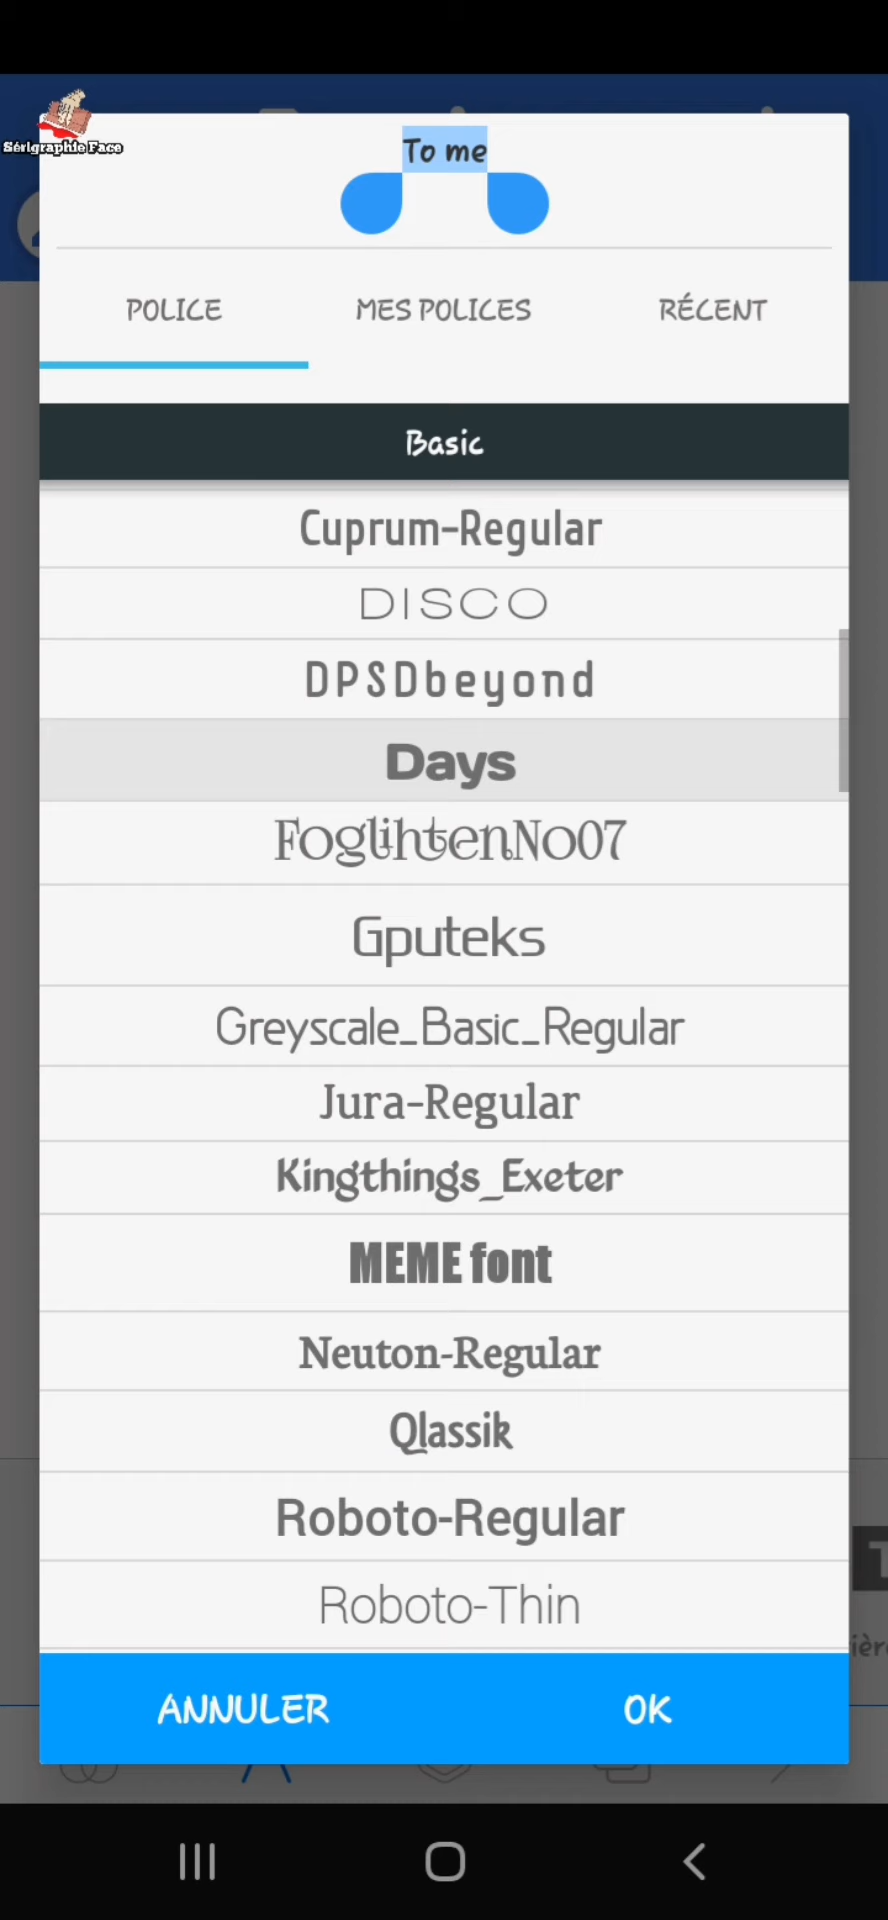 Sérigraphie Face
To me
POLICE
MES POLICES
RÉCENT
Basic
Cuprum-Regular
DISCO
DPSDbeyond
Days
FoglihtenNo07
Gputeks
Greyscale_Basic_Regular
Jura-Regular
Kingthings_Exeter
MEME font
Neuton-Regular
Qlassik
Roboto-Regular
Roboto-Thin
ANNULER
OK